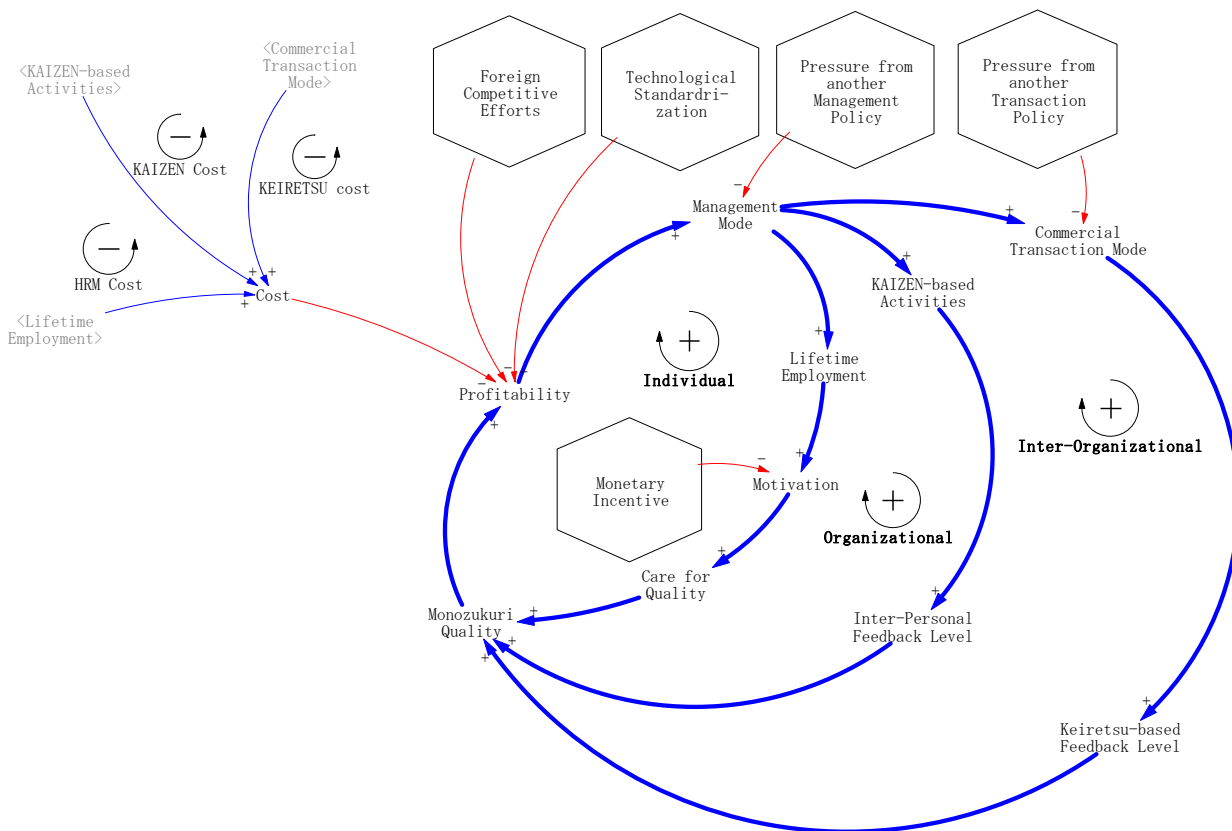 <KAIZEN-based
Activities>
<Commercial
Transaction
Mode>
Foreign
Competitive
Efforts
Technological
Standardri-
zation
Pressure from
another
Management
Policy
Pressure from
another
Transaction
Policy
−
KAIZEN Cost
−
KEIRETSU cost
−
HRM Cost
<Lifetime
Employment>
+
+
+
Cost
−
Management
Mode
+
+
−
Commercial
Transaction Mode
+
KAIZEN-based
Activities
+
Individual
+
Lifetime
Employment
−
−
-
Profitability
+
+
Inter-Organizational
Monetary
Incentive
−
+
Motivation
+
Organizational
+
Care for
Quality
+
Monozukuri
Quality
+
+
+
Inter-Personal
Feedback Level
+
Keiretsu-based
Feedback Level